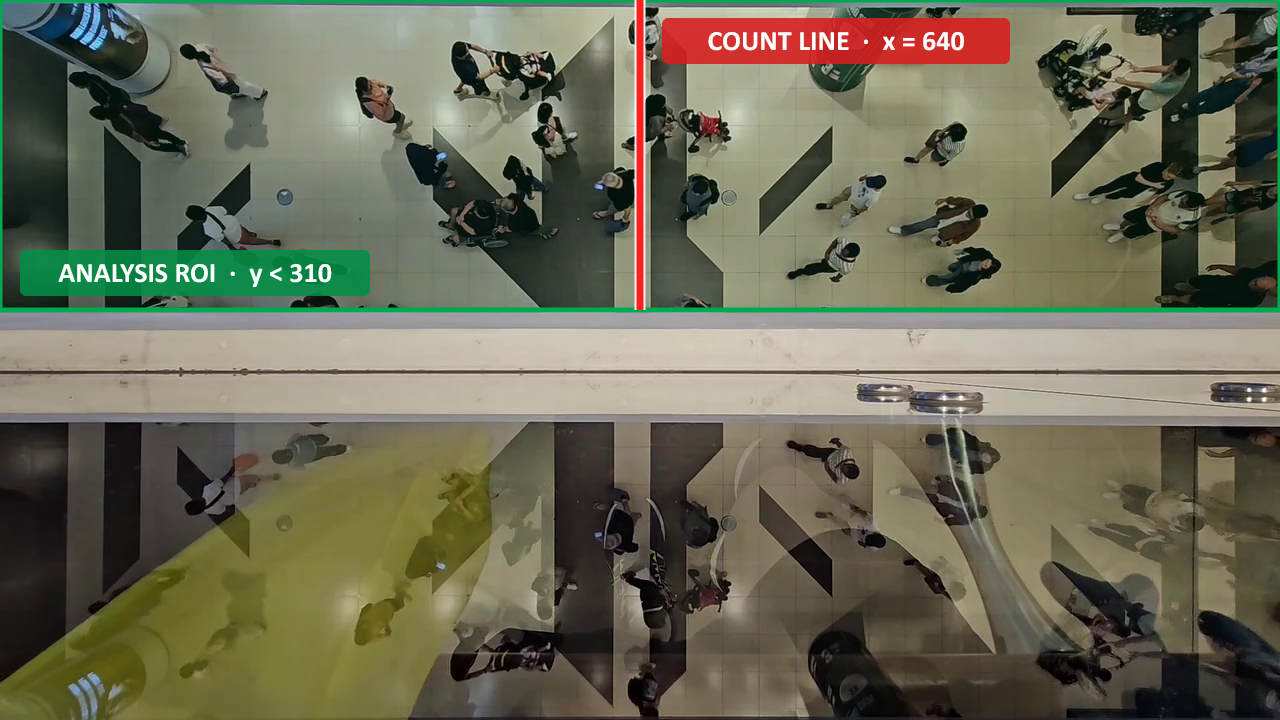 COUNT LINE · x = 640
ANALYSIS ROI · y < 310